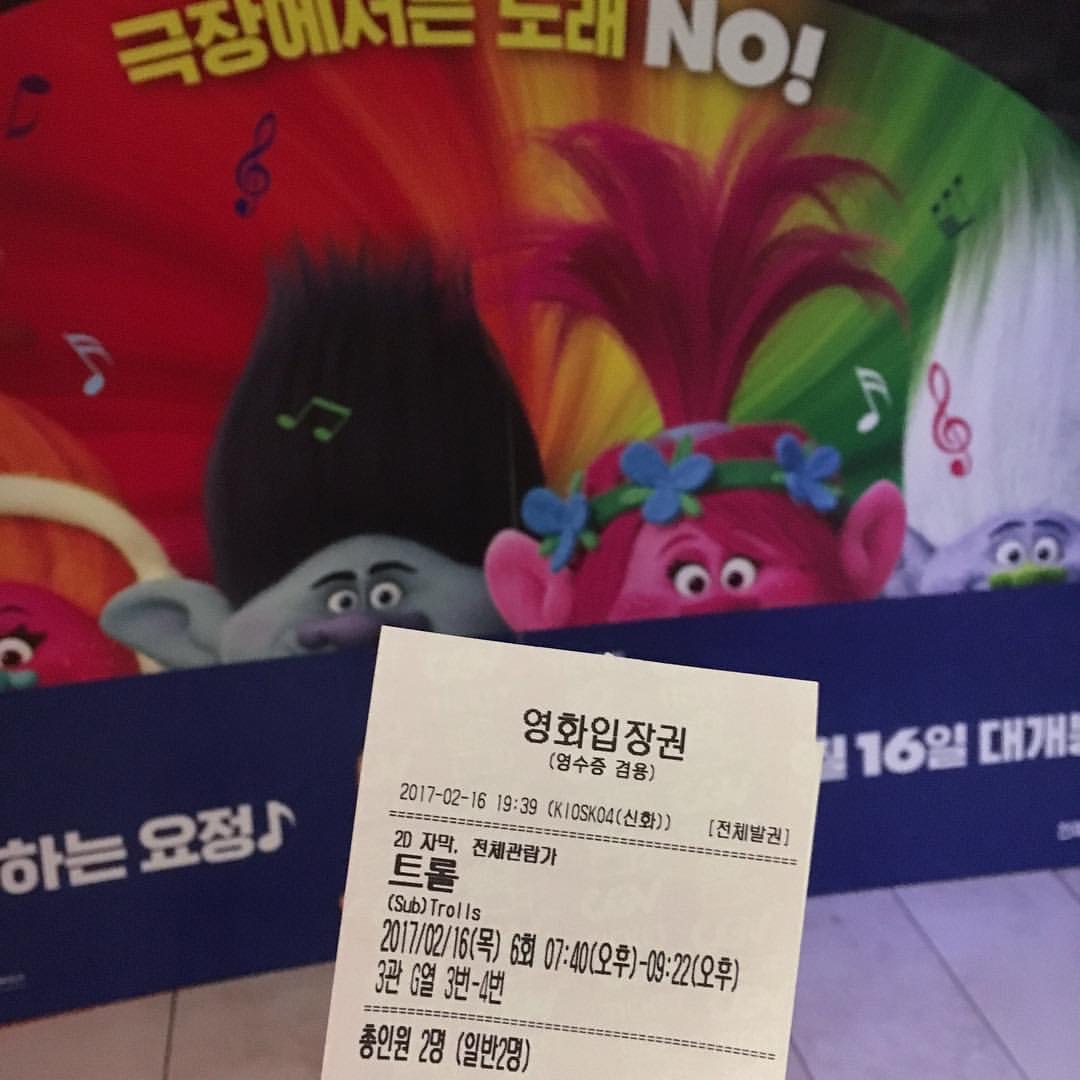 극장에서는 노래 NO!
하는 요정♪
월 16일 대개봉
영화입장권
(영수증 겸용)
2017-02-16 19:39 (KIOSK04(신화)) [전체발권]
================================
2D 자막, 전체관람가
트롤
(Sub)Trolls
2017/02/16(목) 6회 07:40(오후)-09:22(오후)
3관 G열 3번-4번
================================
총인원 2명 (일반2명)